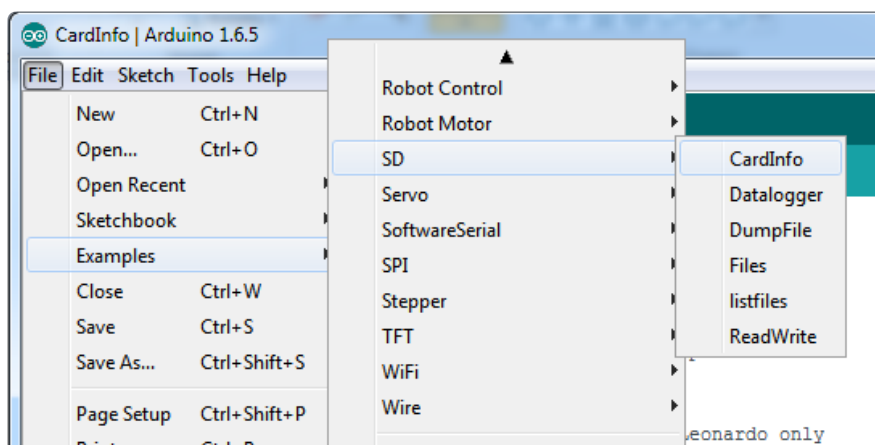 CardInfo | Arduino 1.6.5
File Edit Sketch Tools Help
New Ctrl+N
Open... Ctrl+O
Open Recent
Sketchbook
Examples
Close Ctrl+W
Save Ctrl+S
Save As... Ctrl+Shift+S
Page Setup Ctrl+Shift+P
Robot Control
Robot Motor
SD
Servo
SoftwareSerial
SPI
Stepper
TFT
WiFi
Wire
CardInfo
Datalogger
DumpFile
Files
listfiles
ReadWrite
Leonardo only